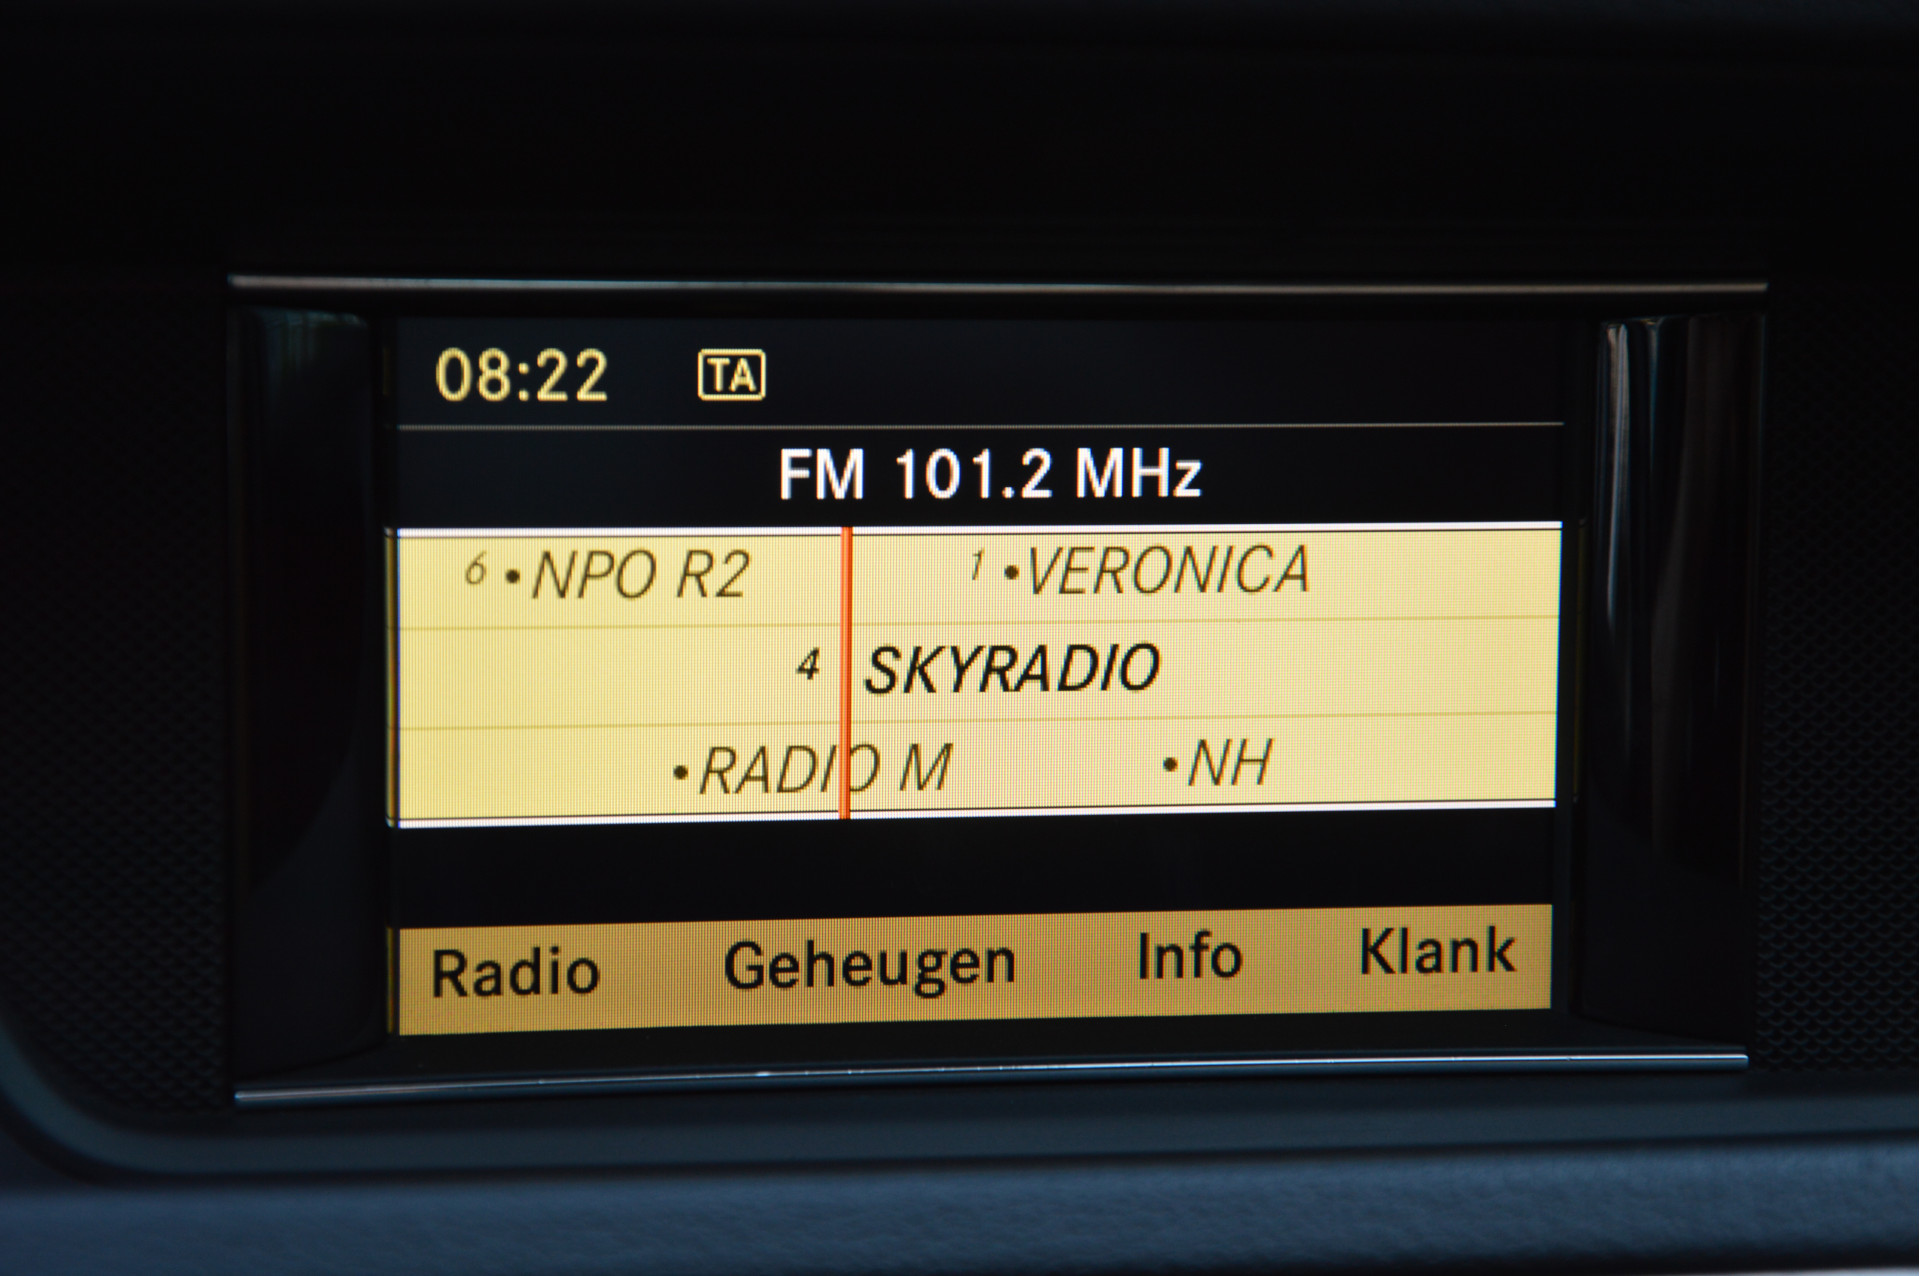 08:22 TA
FM 101.2 MHz
6 •NPO R2 1 •VERONICA
4 SKYRADIO
•RADIO M •NH
Radio Geheugen Info Klank